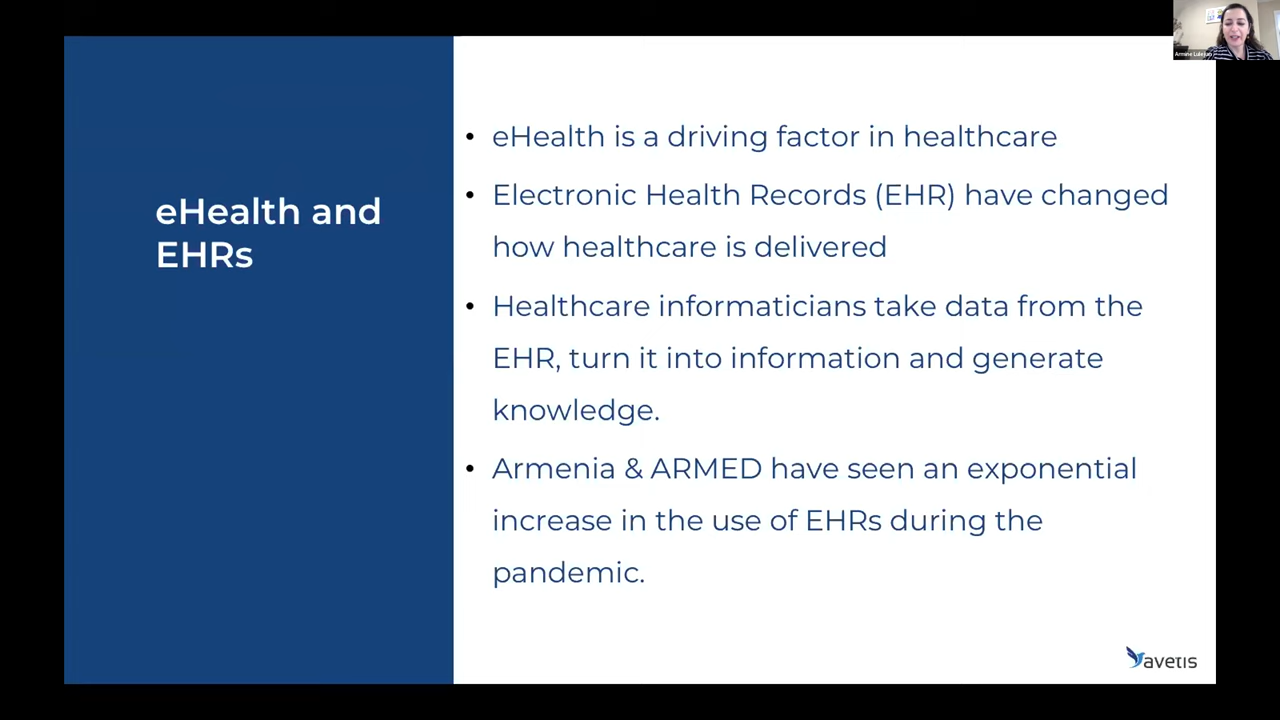 eHealth and
EHRs
• eHealth is a driving factor in healthcare
• Electronic Health Records (EHR) have changed
how healthcare is delivered
• Healthcare informaticians take data from the
EHR, turn it into information and generate
knowledge.
• Armenia & ARMED have seen an exponential
increase in the use of EHRs during the
pandemic.
avetis